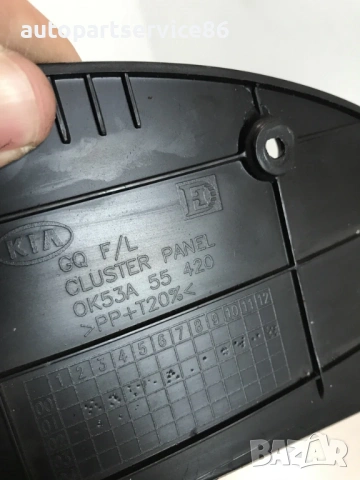 autopartservice86
KIA
GQ F/L
CLUSTER PANEL
0K53A 55 420
>PP+T20%<
1 2 3 4 5 6 7 8 9 10 11 12
BAZAR
bg